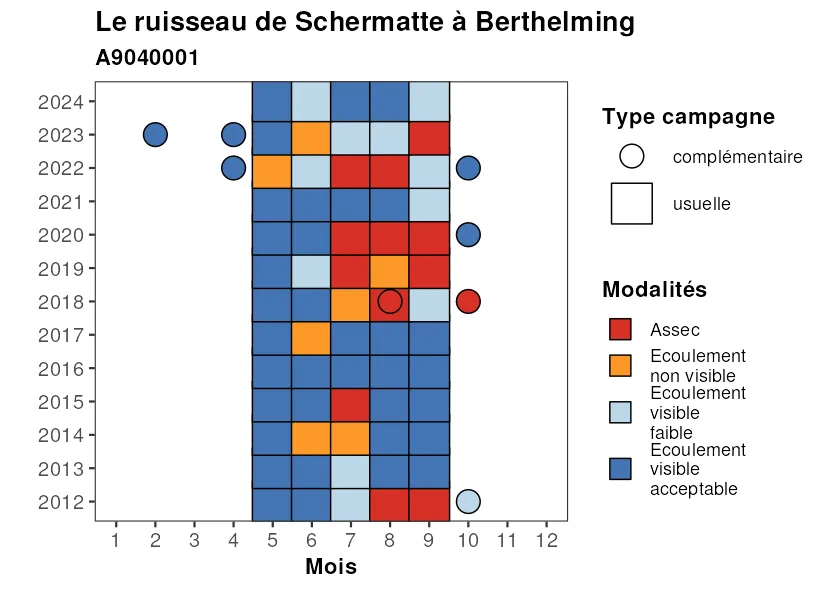 Le ruisseau de Schermatte à Berthelming
A9040001
2024
2023
2022
2021
2020
2019
2018
2017
2016
2015
2014
2013
2012
1 2 3 4 5 6 7 8 9 10 11 12
Mois
Type campagne
complémentaire
usuelle
Modalités
Assec
Ecoulement
non visible
Ecoulement
visible
faible
Ecoulement
visible
acceptable